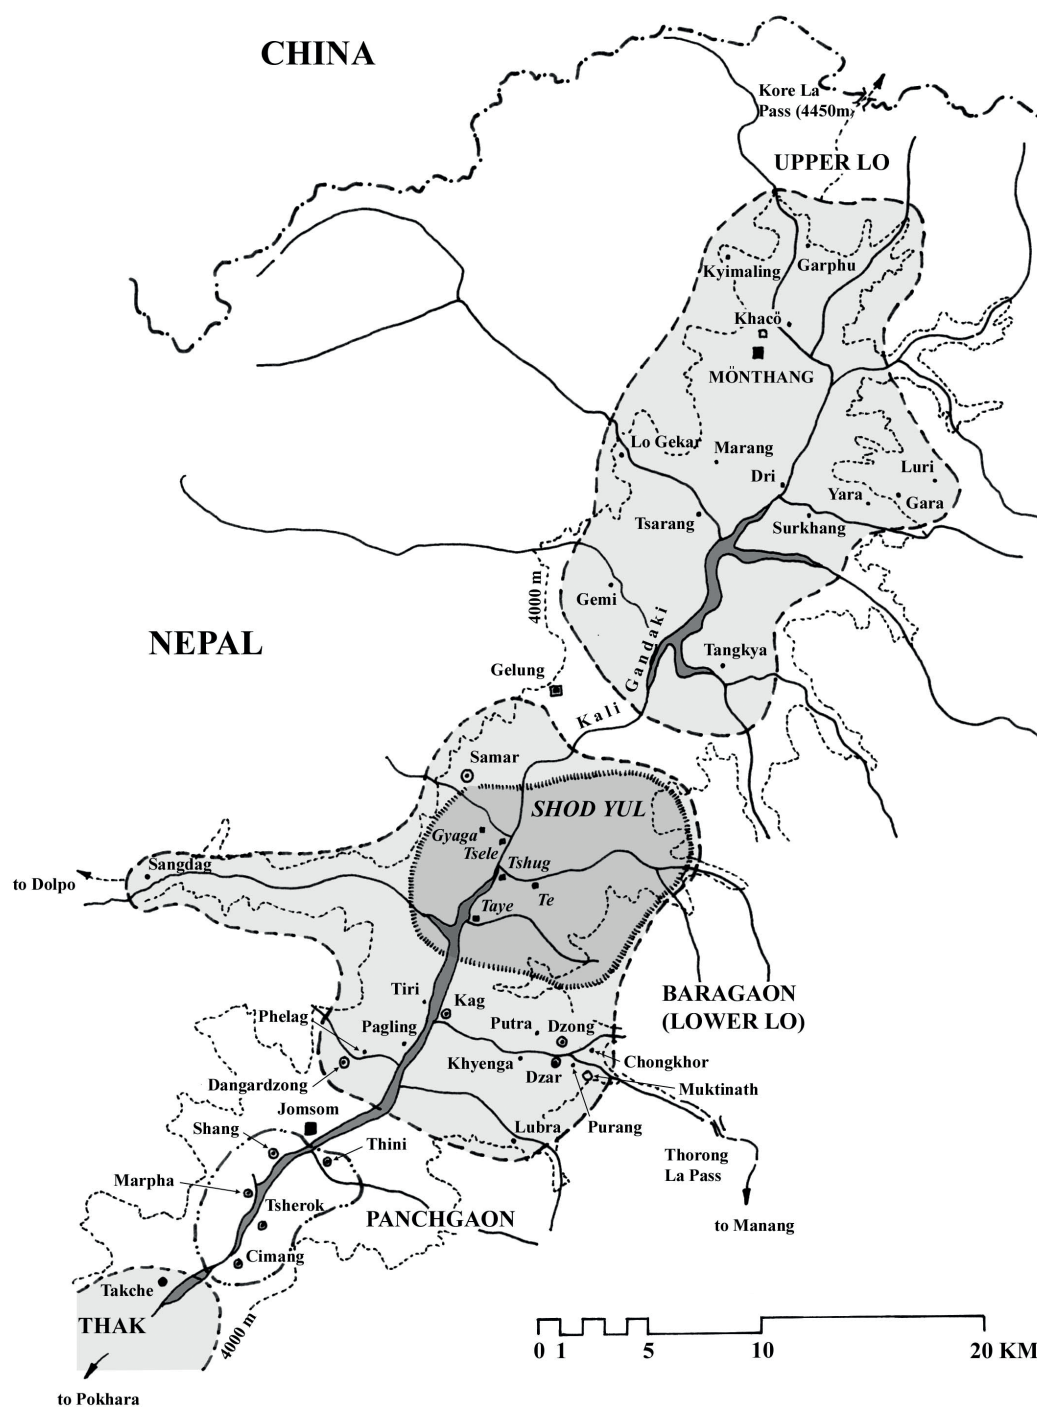 CHINA
Kore La
Pass (4450m)
UPPER LO
Kyimaling
Garphu
Khacö
MÖNTHANG
Lo Gekar
Marang
Dri
Luri
Yara
Gara
Tsarang
Surkhang
4000 m
Gemi
NEPAL
Tangkya
Gelung
Kali Gandaki
Samar
SHOD YUL
Gyaga
Tsele
Tshug
Sangdag
to Dolpo
Te
Taye
BARAGAON
(LOWER LO)
Tiri
Kag
Phelag
Pagling
Putra
Dzong
Khyenga
Chongkhor
Dangardzong
Dzar
Muktinath
Jomsom
Shang
Lubra
Purang
Thini
Thorong
La Pass
Marpha
Tsherok
PANCHGAON
to Manang
Cimang
Takche
THAK
4000 m
0 1 5 10 20 KM
to Pokhara